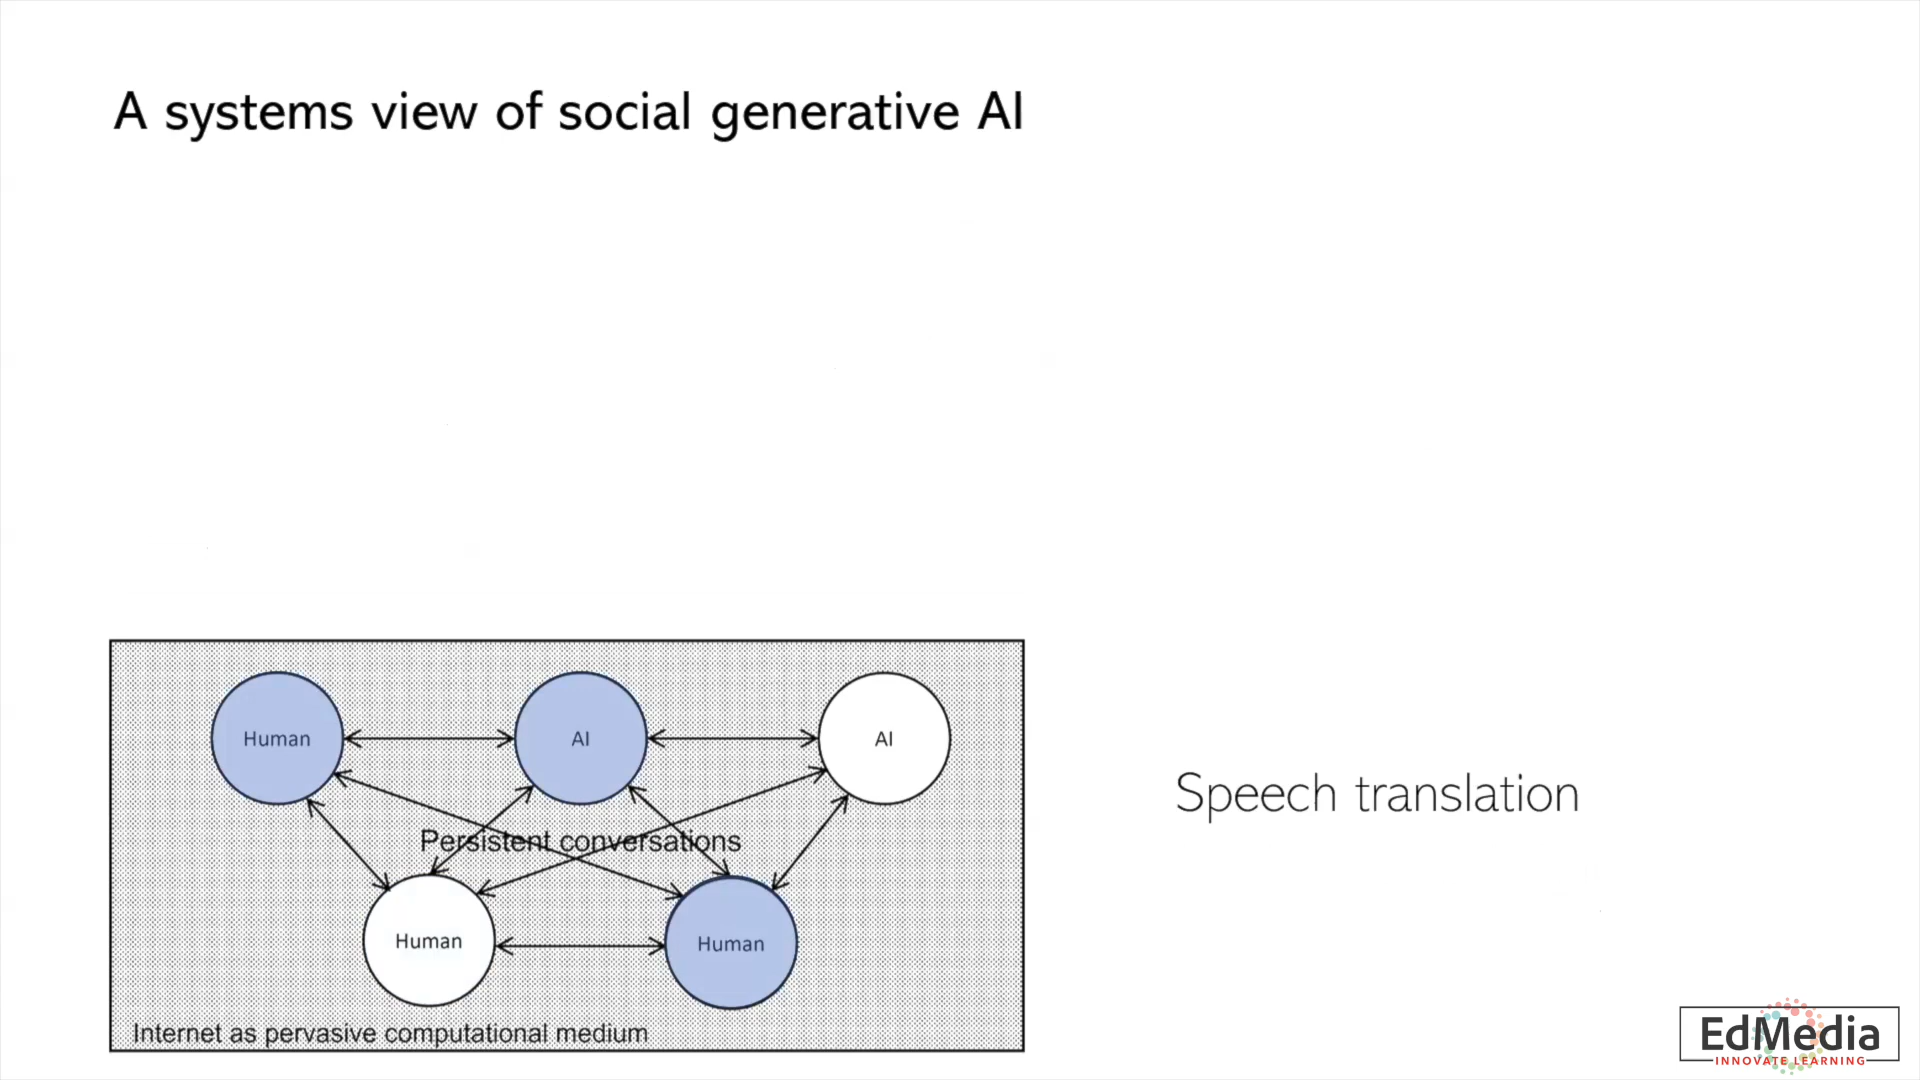 A systems view of social generative AI
Human
AI
AI
Persistent conversations
Human
Human
Internet as pervasive computational medium
Speech translation
EdMedia
INNOVATE LEARNING